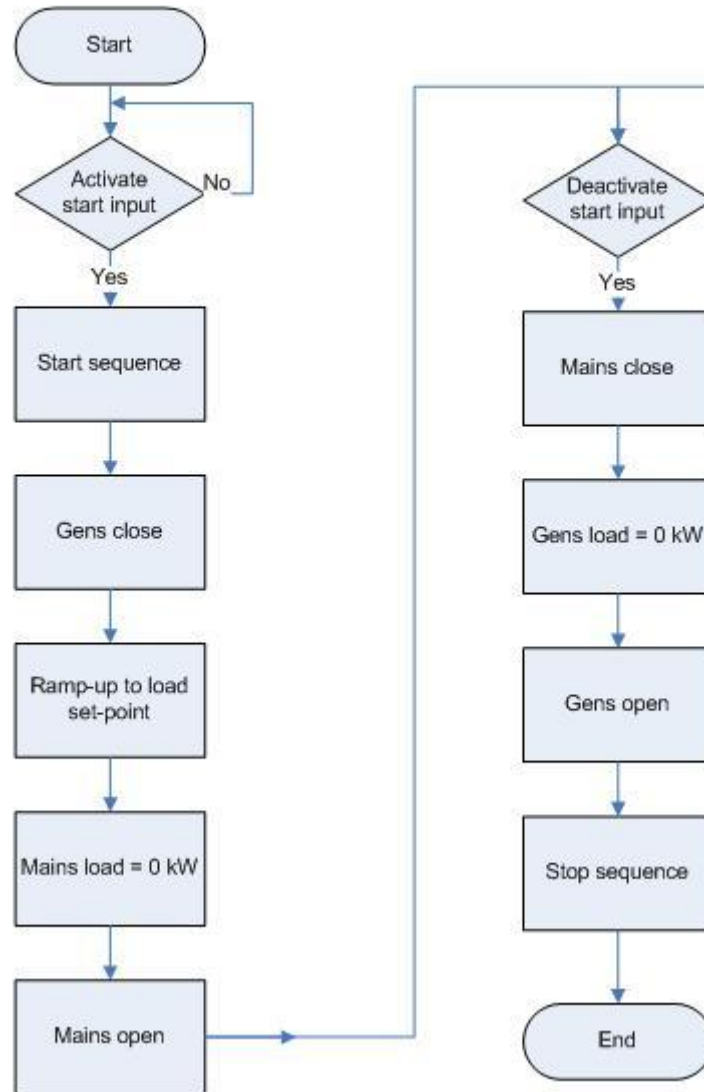 Start
Activate
start input
No
Yes
Start sequence
Gens close
Ramp-up to load
set-point
Mains load = 0 kW
Mains open
Deactivate
start input
Yes
Mains close
Gens load = 0 kW
Gens open
Stop sequence
End